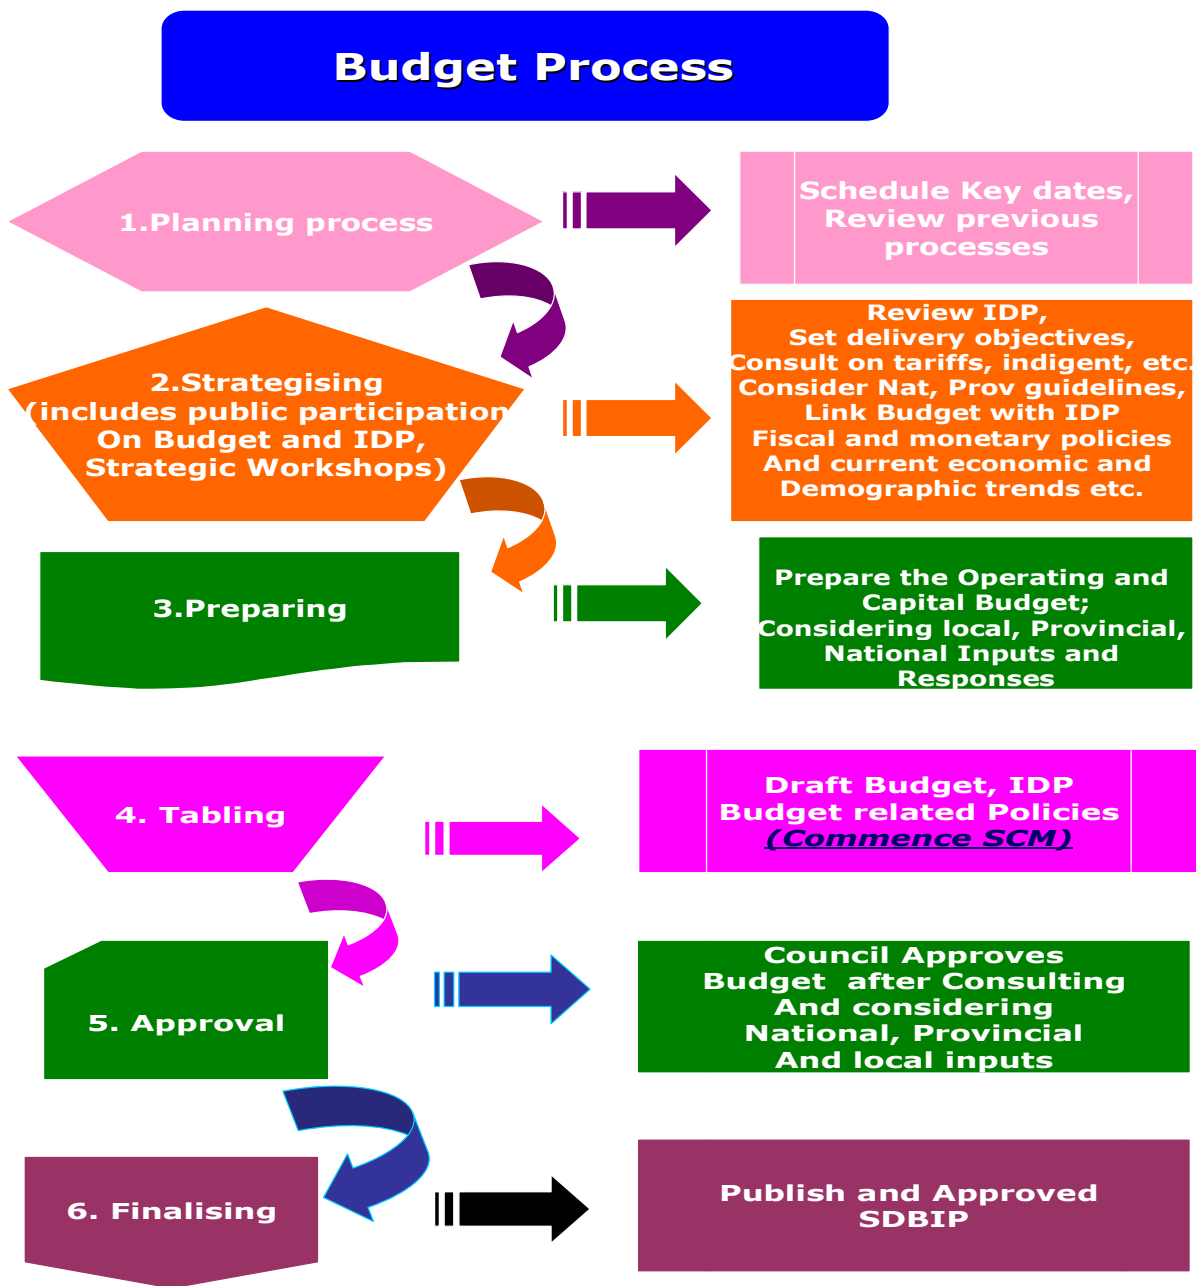 Budget Process
1.Planning process
Schedule Key dates,
Review previous
processes
2.Strategising
(includes public participation
On Budget and IDP,
Strategic Workshops)
Review IDP,
Set delivery objectives,
Consult on tariffs, indigent, etc.
Consider Nat, Prov guidelines,
Link Budget with IDP
Fiscal and monetary policies
And current economic and
Demographic trends etc.
3.Preparing
Prepare the Operating and
Capital Budget;
Considering local, Provincial,
National Inputs and
Responses
4. Tabling
Draft Budget, IDP
Budget related Policies
(Commence SCM)
5. Approval
Council Approves
Budget  after Consulting
And considering
National, Provincial
And local inputs
6. Finalising
Publish and Approved
SDBIP